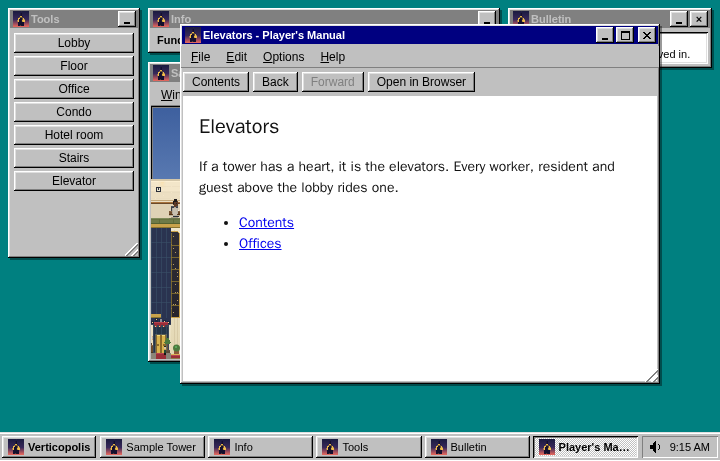 Tools
Info
Bulletin
Lobby
Floor
Office
Condo
Hotel room
Stairs
Elevator
Elevators - Player's Manual
File Edit Options Help
Contents Back Forward Open in Browser
Elevators
If a tower has a heart, it is the elevators. Every worker, resident and
guest above the lobby rides one.
Contents
Offices
Verticopolis Sample Tower Info Tools Bulletin Player's Ma... 9:15 AM